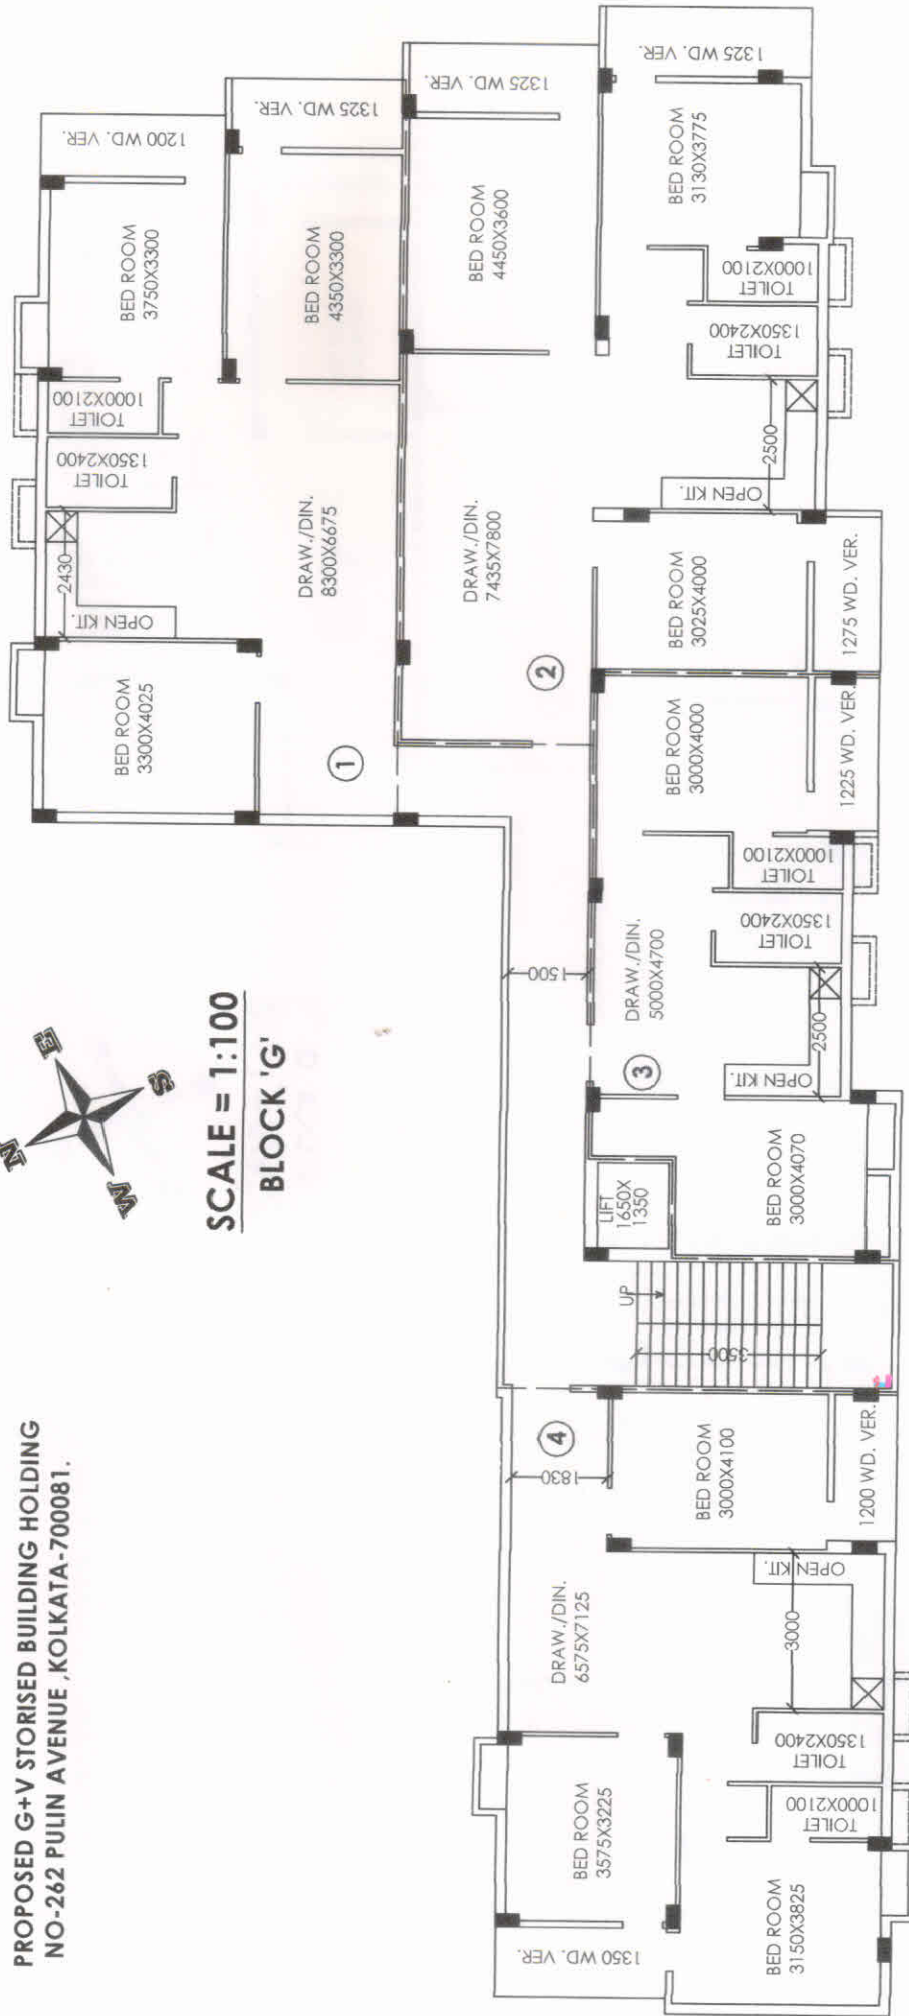 PROPOSED G+V STORISED BUILDING HOLDING
NO-262 PULIN AVENUE ,KOLKATA-700081.
N
E
S
W
SCALE = 1:100
BLOCK 'G'
1
BED ROOM
3300X4025
OPEN KIT.
2430
TOILET
1350X2400
TOILET
1000X2100
BED ROOM
3750X3300
1200 WD. VER.
DRAW./DIN.
8300X6675
BED ROOM
4350X3300
1325 WD. VER.
2
DRAW./DIN.
7435X7800
BED ROOM
4450X3600
1325 WD. VER.
BED ROOM
3025X4000
1275 WD. VER.
OPEN KIT.
2500
TOILET
1350X2400
TOILET
1000X2100
BED ROOM
3130X3775
1325 WD. VER.
3
1500
DRAW./DIN.
5000X4700
BED ROOM
3000X4000
1225 WD. VER.
TOILET
1000X2100
TOILET
1350X2400
OPEN KIT.
2500
BED ROOM
3000X4070
LIFT
1650X
1350
UP
3500
4
1830
BED ROOM
3000X4100
1200 WD. VER.
DRAW./DIN.
6575X7125
OPEN KIT.
3000
TOILET
1350X2400
TOILET
1000X2100
BED ROOM
3575X3225
1350 WD. VER.
BED ROOM
3150X3825